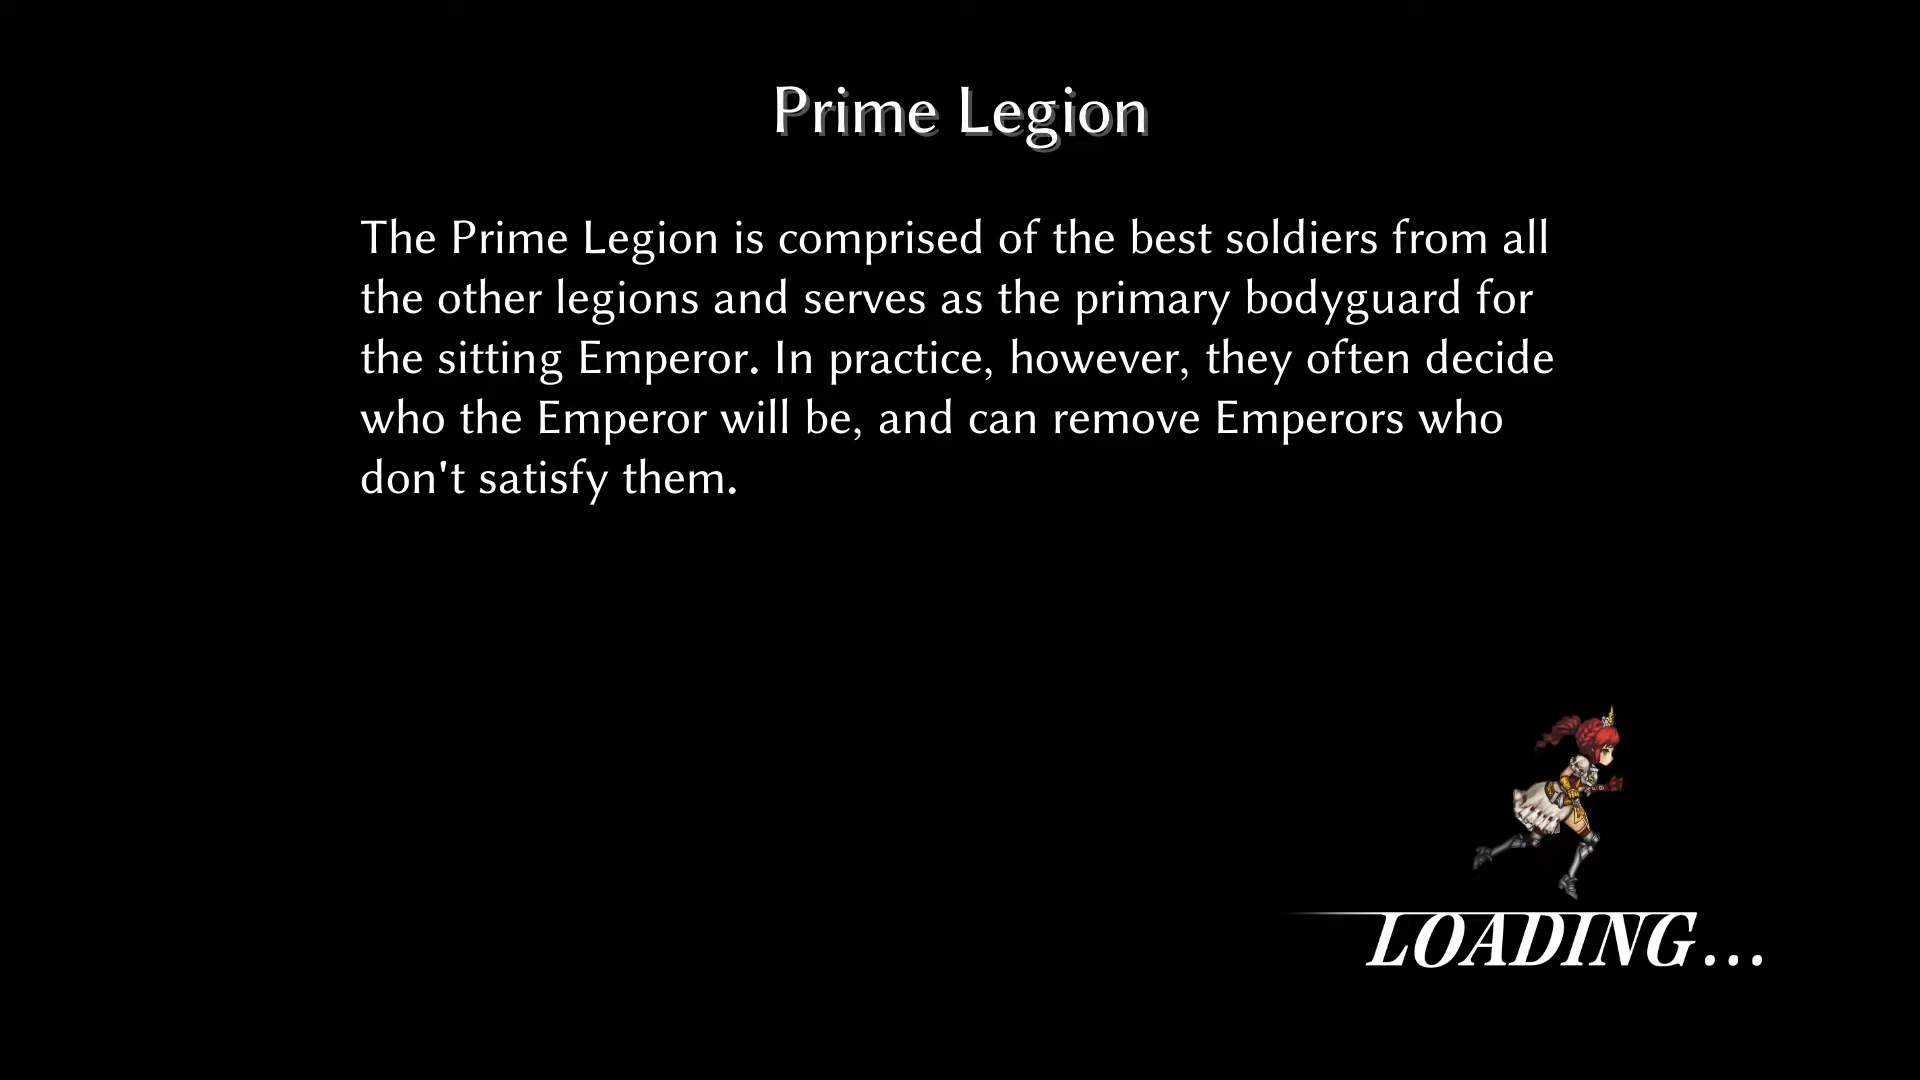 Prime Legion
The Prime Legion is comprised of the best soldiers from all
the other legions and serves as the primary bodyguard for
the sitting Emperor. In practice, however, they often decide
who the Emperor will be, and can remove Emperors who
don't satisfy them.
LOADING...